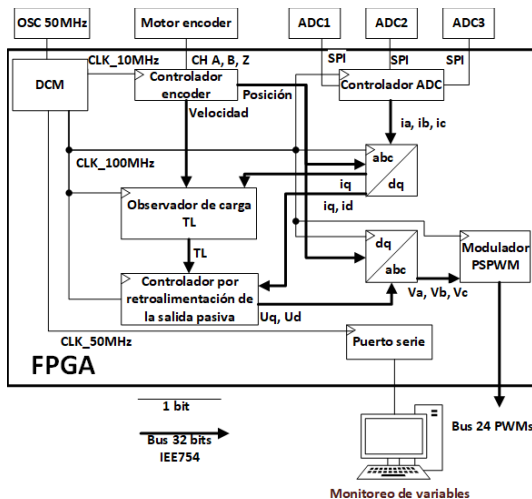 OSC 50MHz
Motor encoder
ADC1
ADC2
ADC3
CLK_10MHz
CH A, B, Z
SPI
SPI
SPI
DCM
Controlador
encoder
Posición
Controlador ADC
Velocidad
ia, ib, ic
CLK_100MHz
abc
dq
iq
iq, id
Observador de carga
TL
TL
dq
abc
Modulador
PSPWM
Controlador por
retroalimentación de
la salida pasiva
Uq, Ud
Va, Vb, Vc
CLK_50MHz
Puerto serie
FPGA
1 bit
Bus 32 bits
IEE754
Bus 24 PWMs
Monitoreo de variables